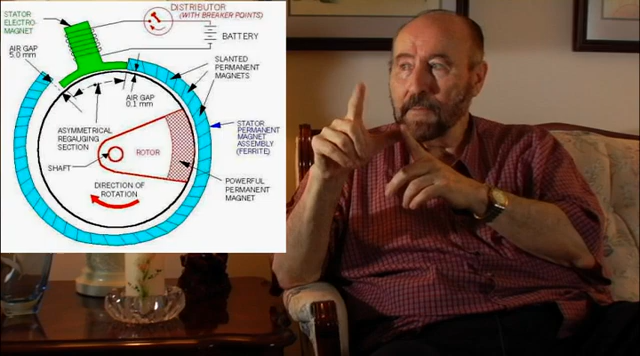 STATOR
ELECTRO-
MAGNET
DISTRIBUTOR
(WITH BREAKER POINTS)
BATTERY
AIR GAP
5.0 mm
SLANTED
PERMANENT
MAGNETS
AIR GAP
0.1 mm
ASYMMETRICAL
REGAUGING
SECTION
STATOR
PERMANENT
MAGNET
ASSEMBLY
(FERRITE)
ROTOR
SHAFT
DIRECTION OF
ROTATION
POWERFUL
PERMANENT
MAGNET